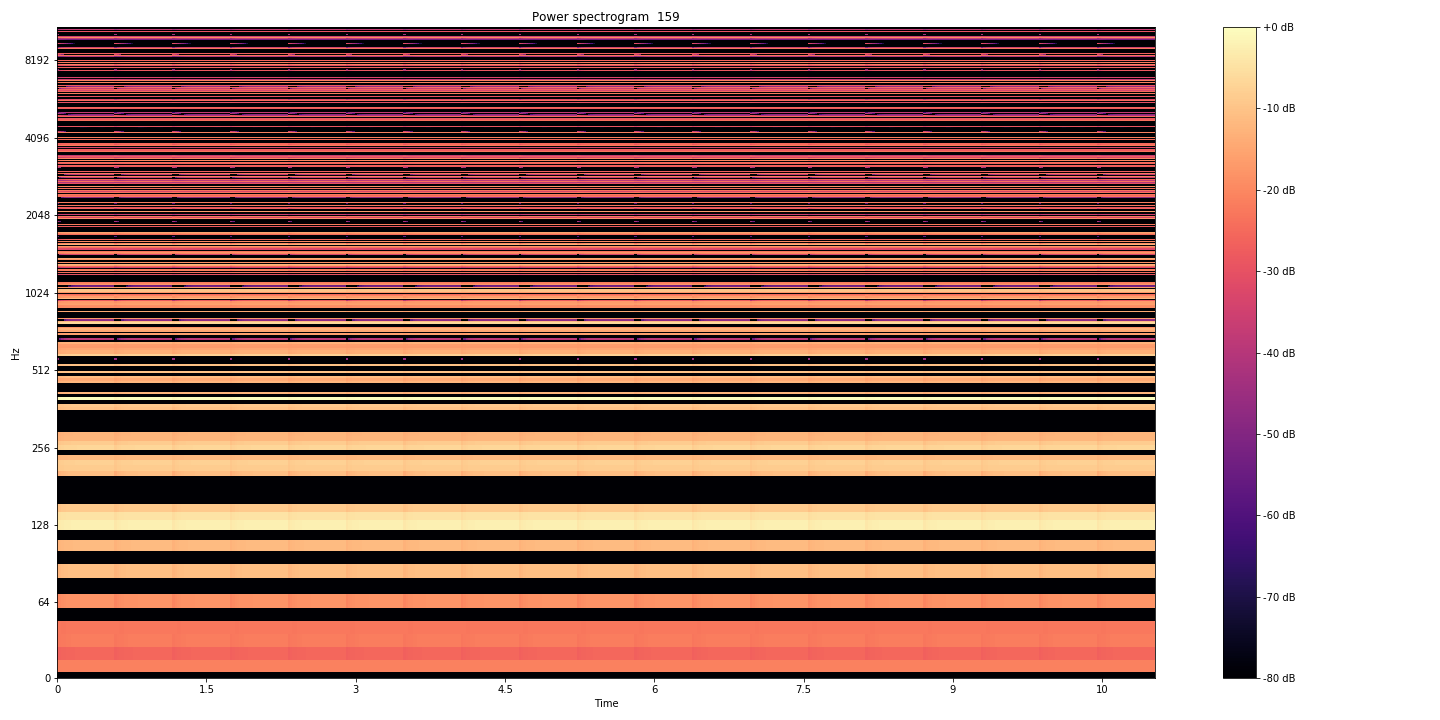 Power spectrogram 159
8192
4096
2048
1024
512
256
128
64
0
Hz
0
1.5
3
4.5
6
7.5
9
10
Time
+0 dB
-10 dB
-20 dB
-30 dB
-40 dB
-50 dB
-60 dB
-70 dB
-80 dB